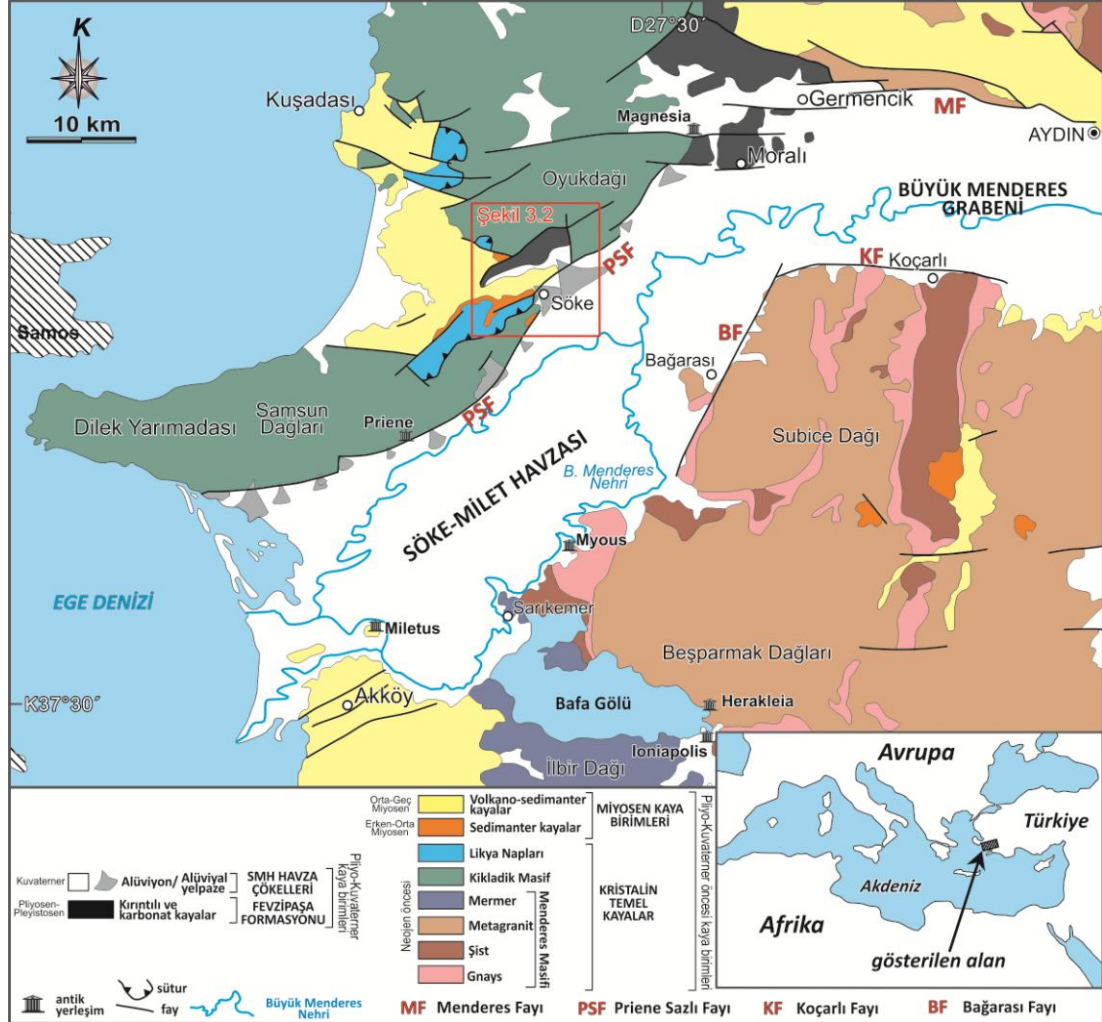 K
D27°30´
Kuşadası
10 km
Germencik
MF
Magnesia
AYDIN
Moralı
Oyukdağı
BÜYÜK MENDERES
GRABENİ
Şekil 3.2
PSF
KF
Koçarlı
Söke
Samos
BF
Bağarası
Dilek Yarımadası
Samsun
Dağları
PSF
Priene
Subice Dağı
SÖKE-MİLET HAVZASI
B. Menderes
Nehri
Myous
EGE DENİZİ
Sarıkemer
Miletus
Beşparmak Dağları
K37°30´
Akköy
Bafa Gölü
Herakleia
Ioniapolis
İlbir Dağı
Avrupa
Türkiye
Akdeniz
Afrika
gösterilen alan
Orta-Geç
Miyosen
Volkano-sedimanter
kayalar
Erken-Orta
Miyosen
Sedimanter kayalar
MİYOSEN KAYA
BİRİMLERİ
Likya Napları
Kikladik Masif
Neojen öncesi
Mermer
Metagranit
Şist
Gnays
Menderes Masifi
KRİSTALİN
TEMEL
KAYALAR
Pliyo-Kuvaterner öncesi kaya birimleri
Kuvaterner
Alüviyon/ Alüviyal
yelpaze
SMH HAVZA
ÇÖKELLERİ
Pliyosen-
Pleyistosen
Kırıntılı ve
karbonat kayalar
FEVZİPAŞA
FORMASYONU
Pliyo-Kuvaterner
kaya birimleri
antik
yerleşim
sütur
fay
Büyük Menderes
Nehri
MF Menderes Fayı
PSF Priene Sazlı Fayı
KF Koçarlı Fayı
BF Bağarası Fayı